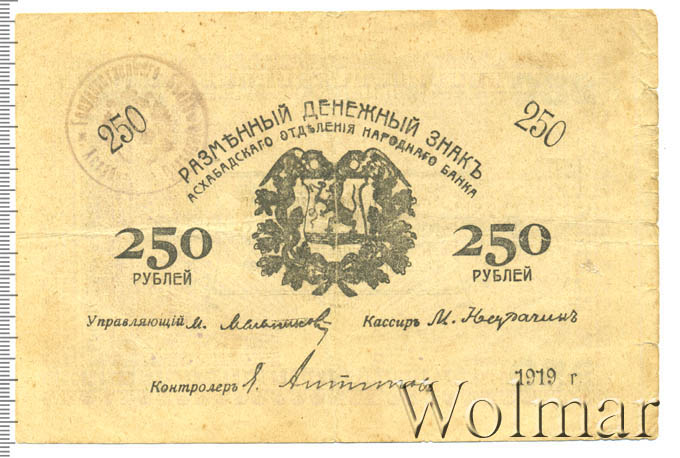 250
250
РАЗМѢННЫЙ ДЕНЕЖНЫЙ ЗНАКЪ
АСХАБАДСКАГО ОТДѢЛЕНІЯ НАРОДНАГО БАНКА
250 250
РУБЛЕЙ РУБЛЕЙ
Управляющій М. Кассиръ М.
Контролеръ
1919 г.
Wolmar